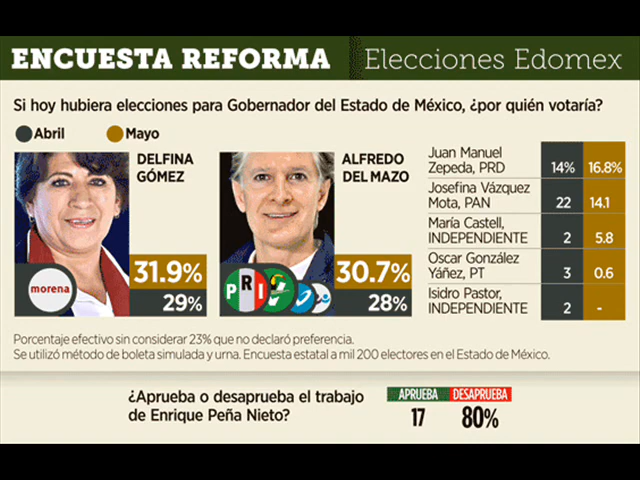 ENCUESTA REFORMA Elecciones Edomex
Si hoy hubiera elecciones para Gobernador del Estado de México, ¿por quién votaría?
Abril Mayo
DELFINA
GÓMEZ
morena
31.9%
29%
ALFREDO
DEL MAZO
PRI
30.7%
28%
Juan Manuel
Zepeda, PRD 14% 16.8%
Josefina Vázquez
Mota, PAN 22 14.1
María Castell,
INDEPENDIENTE 2 5.8
Oscar González
Yáñez, PT 3 0.6
Isidro Pastor,
INDEPENDIENTE 2 -
Porcentaje efectivo sin considerar 23% que no declaró preferencia.
Se utilizó método de boleta simulada y urna. Encuesta estatal a mil 200 electores en el Estado de México.
¿Aprueba o desaprueba el trabajo
de Enrique Peña Nieto?
APRUEBA DESAPRUEBA
17 80%